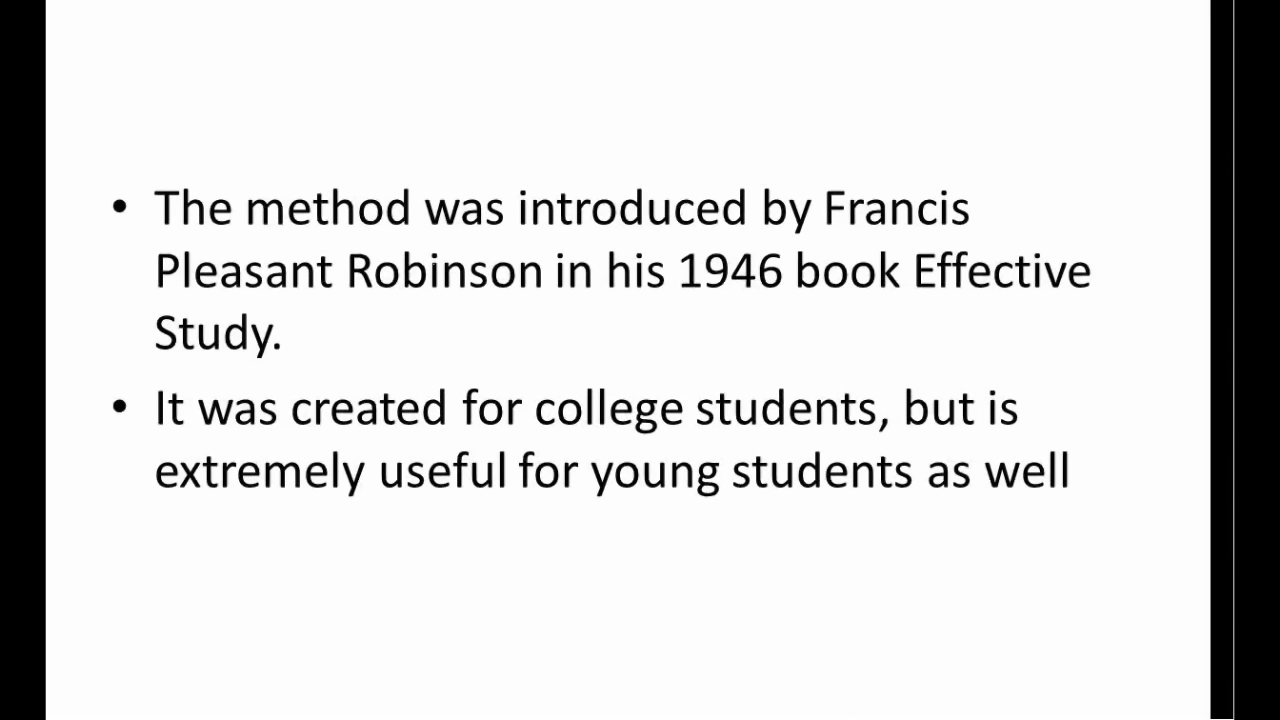 • The method was introduced by Francis
Pleasant Robinson in his 1946 book Effective
Study.
• It was created for college students, but is
extremely useful for young students as well